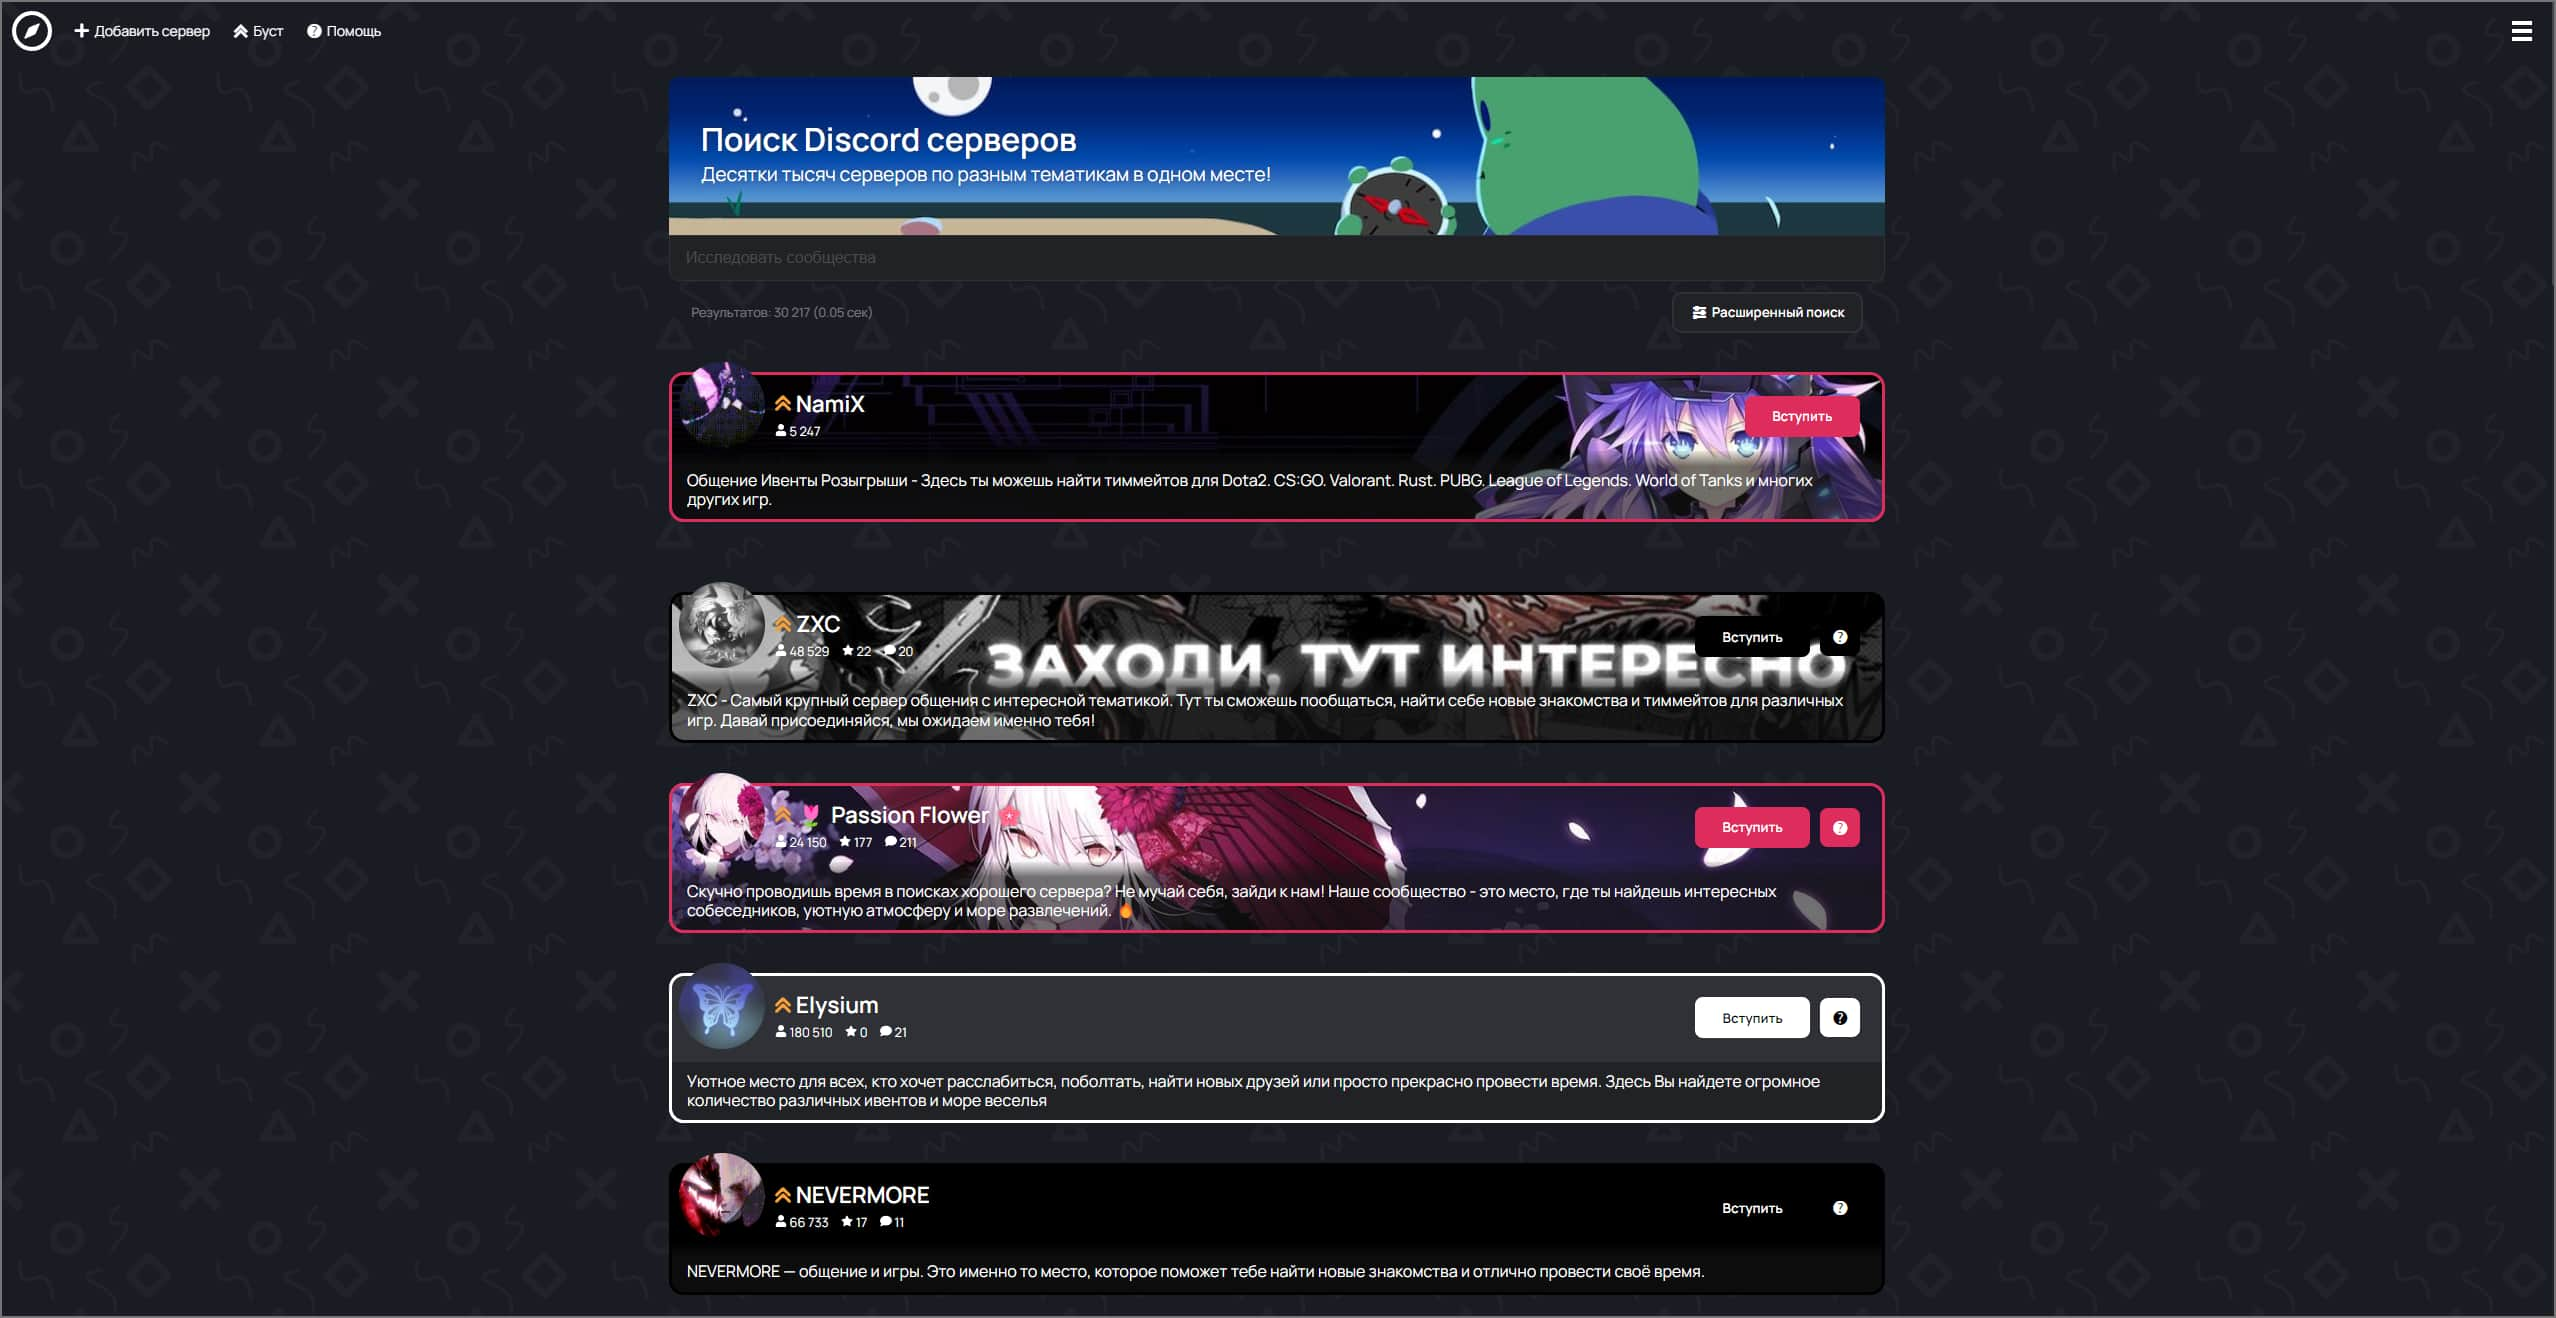 Добавить сервер Буст Помощь
Поиск Discord серверов
Десятки тысяч серверов по разным тематикам в одном месте!
Исследовать сообщества
Результатов: 30 217 (0.05 сек) Расширенный поиск
NamiX
Вступить
5 247
Общение Ивенты Розыгрыши - Здесь ты можешь найти тиммейтов для Dota2. CS:GO. Valorant. Rust. PUBG. League of Legends. World of Tanks и многих
других игр.
ZXC
Вступить
48 529 22 20
ЗАХОДИ, ТУТ ИНТЕРЕСНО
ZXC - Самый крупный сервер общения с интересной тематикой. Тут ты сможешь пообщаться, найти себе новые знакомства и тиммейтов для различных
игр. Давай присоединяйся, мы ожидаем именно тебя!
🌷 Passion Flower 🌸
Вступить
24 150 177 211
Скучно проводишь время в поисках хорошего сервера? Не мучай себя, зайди к нам! Наше сообщество - это место, где ты найдешь интересных
собеседников, уютную атмосферу и море развлечений. 🔥
Elysium
Вступить
180 510 0 21
Уютное место для всех, кто хочет расслабиться, поболтать, найти новых друзей или просто прекрасно провести время. Здесь Вы найдете огромное
количество различных ивентов и море веселья
NEVERMORE
Вступить
66 733 17 11
NEVERMORE — общение и игры. Это именно то место, которое поможет тебе найти новые знакомства и отлично провести своё время.